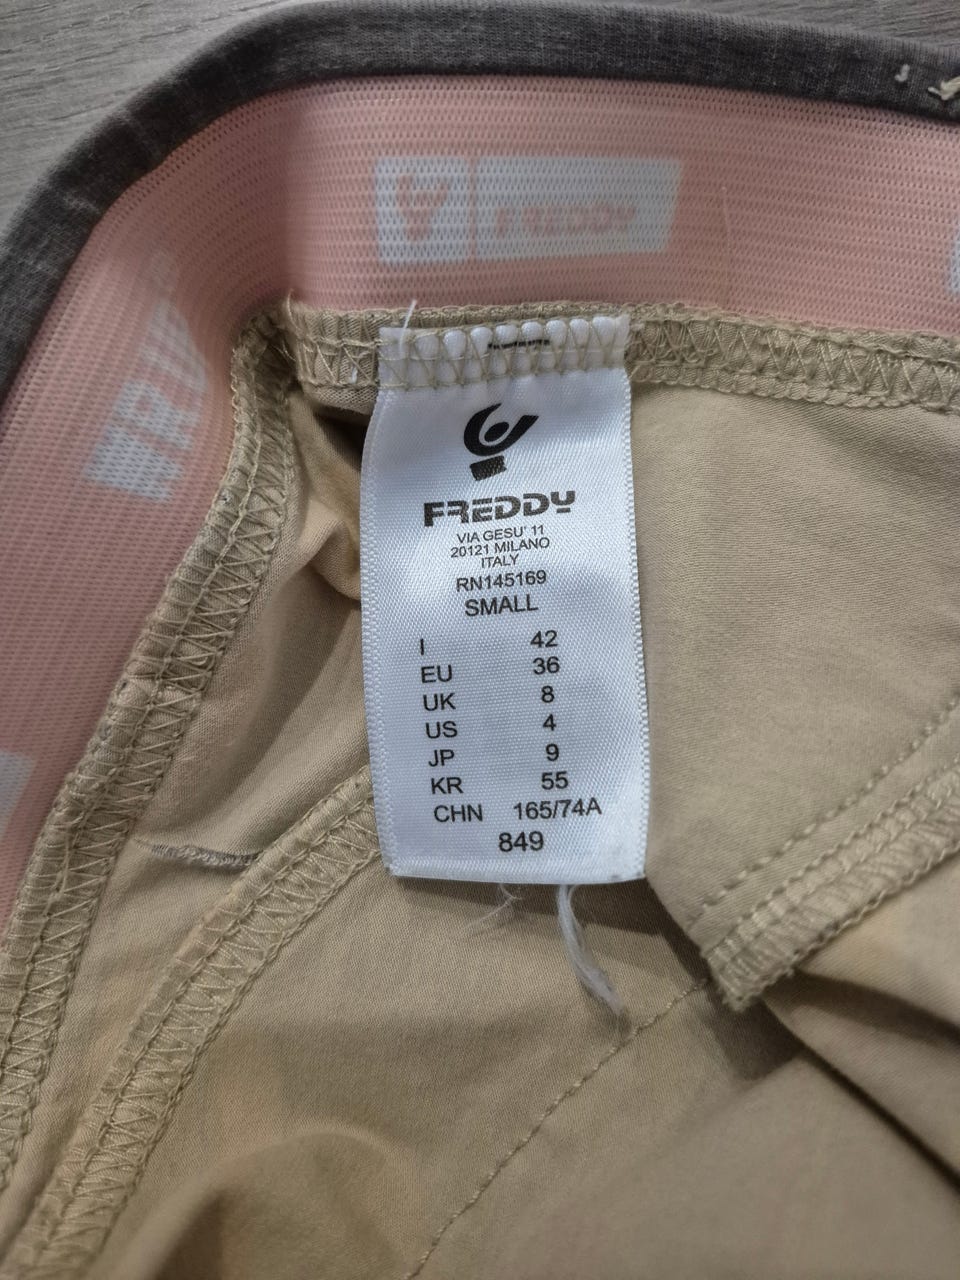 FREDDY
WRUP
FREDDY
VIA GESU' 11
20121 MILANO
ITALY
RN145169
SMALL
I 42
EU 36
UK 8
US 4
JP 9
KR 55
CHN 165/74A
849